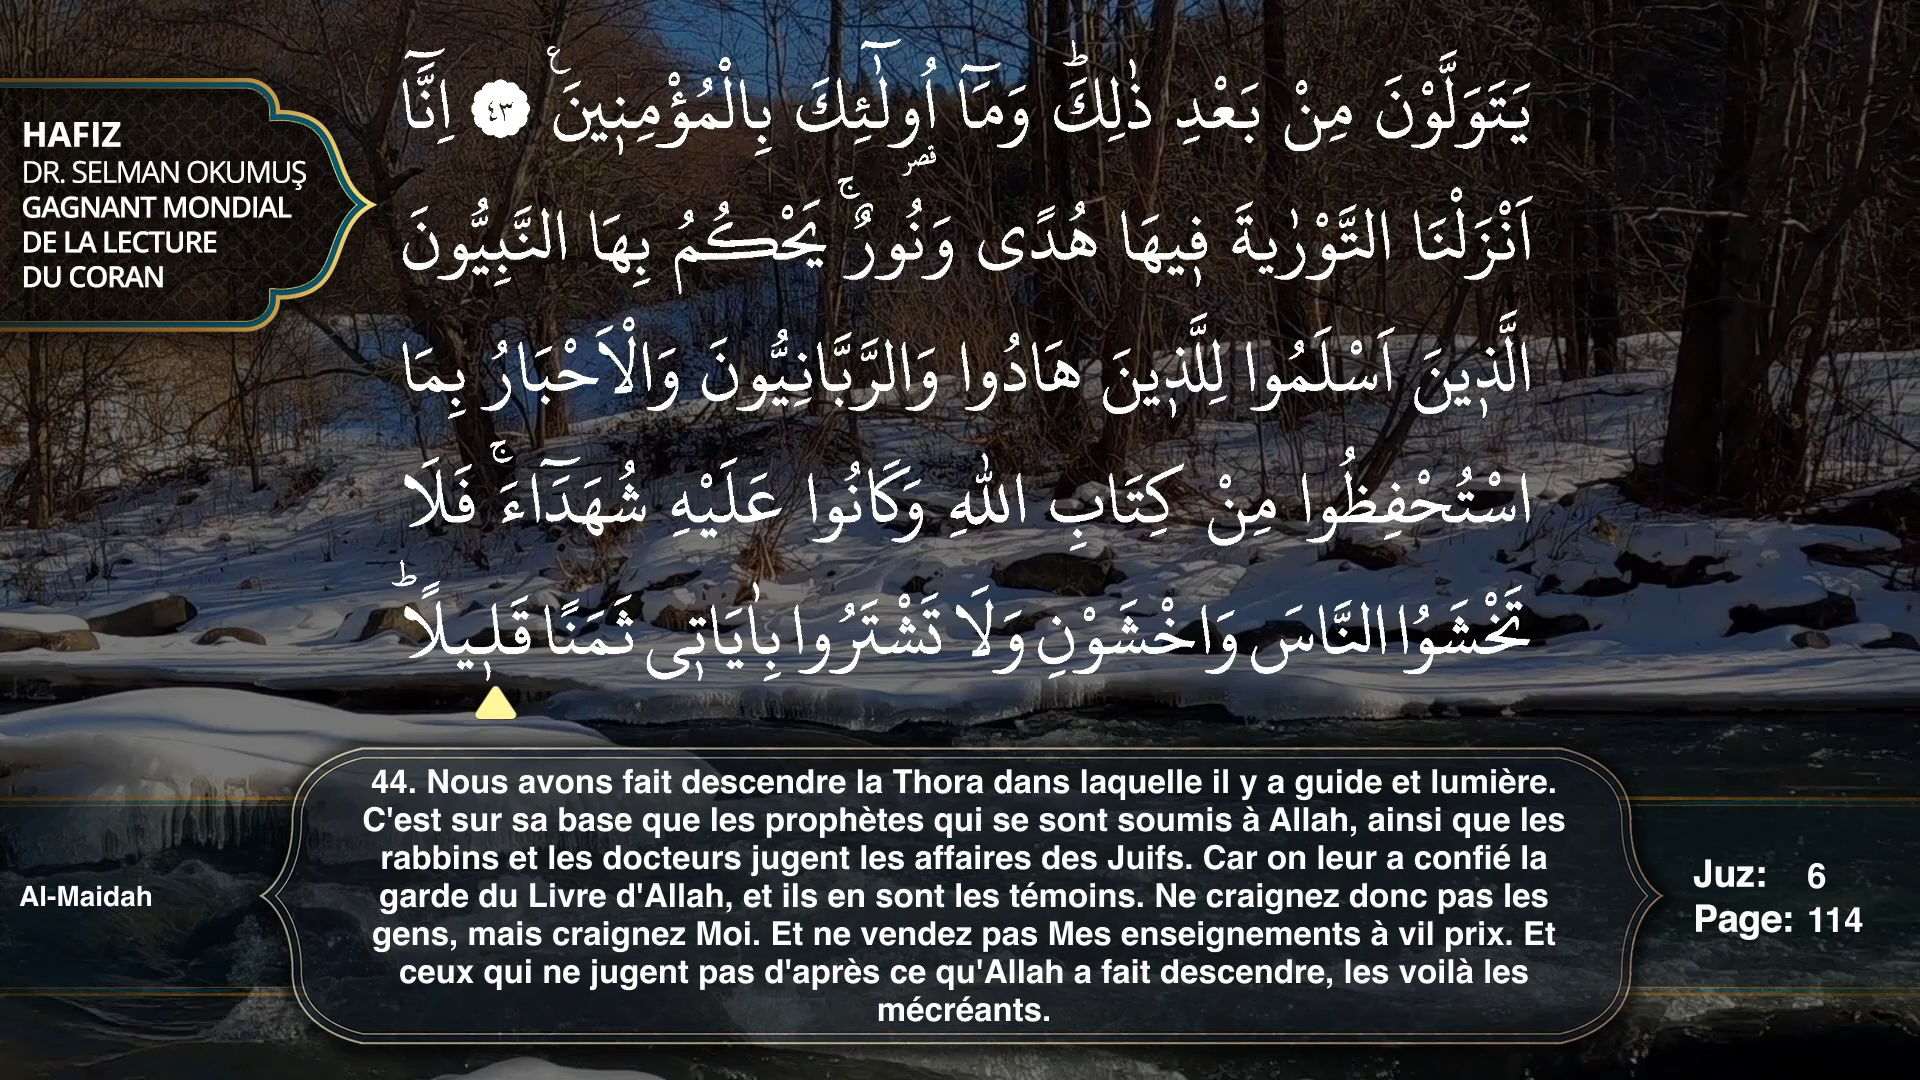 HAFIZ
DR. SELMAN OKUMUŞ
GAGNANT MONDIAL
DE LA LECTURE
DU CORAN
يَتَوَلَّوْنَ مِنْ بَعْدِ ذٰلِكَۜ وَمَٓا اُو۬لٰٓئِكَ بِالْمُؤْمِن۪ينَ۟ ﴿٤٣﴾ اِنَّٓا
اَنْزَلْنَا التَّوْرٰيةَ ف۪يهَا هُدًى وَنُورٌۚ يَحْكُمُ بِهَا النَّبِيُّونَ
الَّذ۪ينَ اَسْلَمُوا لِلَّذ۪ينَ هَادُوا وَالرَّبَّانِيُّونَ وَالْاَحْبَارُ بِمَا
اسْتُحْفِظُوا مِنْ كِتَابِ اللّٰهِ وَكَانُوا عَلَيْهِ شُهَدَٓاءَۚ فَلَا
تَخْشَوُا النَّاسَ وَاخْشَوْنِ وَلَا تَشْتَرُوا بِاٰيَات۪ي ثَمَنًا قَل۪يلًاۜ
44. Nous avons fait descendre la Thora dans laquelle il y a guide et lumière.
C'est sur sa base que les prophètes qui se sont soumis à Allah, ainsi que les
rabbins et les docteurs jugent les affaires des Juifs. Car on leur a confié la
garde du Livre d'Allah, et ils en sont les témoins. Ne craignez donc pas les
gens, mais craignez Moi. Et ne vendez pas Mes enseignements à vil prix. Et
ceux qui ne jugent pas d'après ce qu'Allah a fait descendre, les voilà les
mécréants.
Al-Maidah
Juz: 6
Page: 114